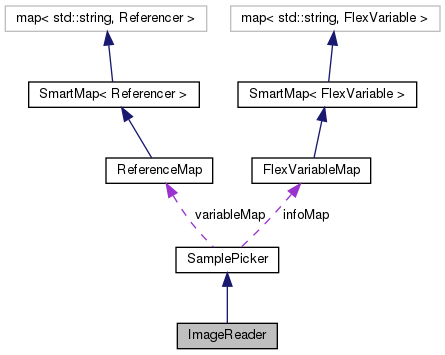 map< std::string, Referencer >
map< std::string, FlexVariable >
SmartMap< Referencer >
SmartMap< FlexVariable >
ReferenceMap
FlexVariableMap
variableMap
infoMap
SamplePicker
ImageReader